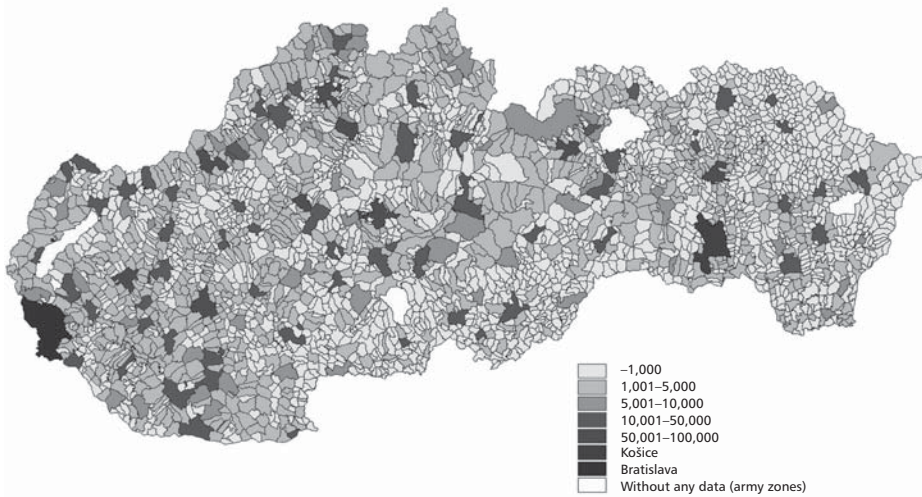 –1,000
1,001–5,000
5,001–10,000
10,001–50,000
50,001–100,000
Košice
Bratislava
Without any data (army zones)